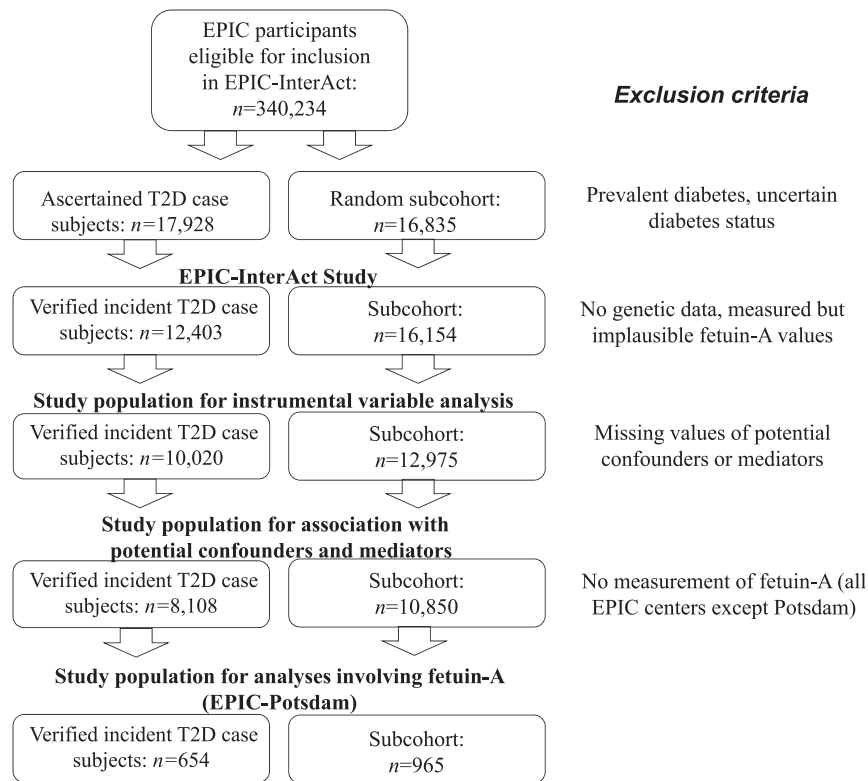 EPIC participants
eligible for inclusion
in EPIC-InterAct:
n=340,234
Exclusion criteria
Ascertained T2D case
subjects: n=17,928
Random subcohort:
n=16,835
Prevalent diabetes, uncertain
diabetes status
EPIC-InterAct Study
Verified incident T2D case
subjects: n=12,403
Subcohort:
n=16,154
No genetic data, measured but
implausible fetuin-A values
Study population for instrumental variable analysis
Verified incident T2D case
subjects: n=10,020
Subcohort:
n=12,975
Missing values of potential
confounders or mediators
Study population for association with
potential confounders and mediators
Verified incident T2D case
subjects: n=8,108
Subcohort:
n=10,850
No measurement of fetuin-A (all
EPIC centers except Potsdam)
Study population for analyses involving fetuin-A
(EPIC-Potsdam)
Verified incident T2D case
subjects: n=654
Subcohort:
n=965